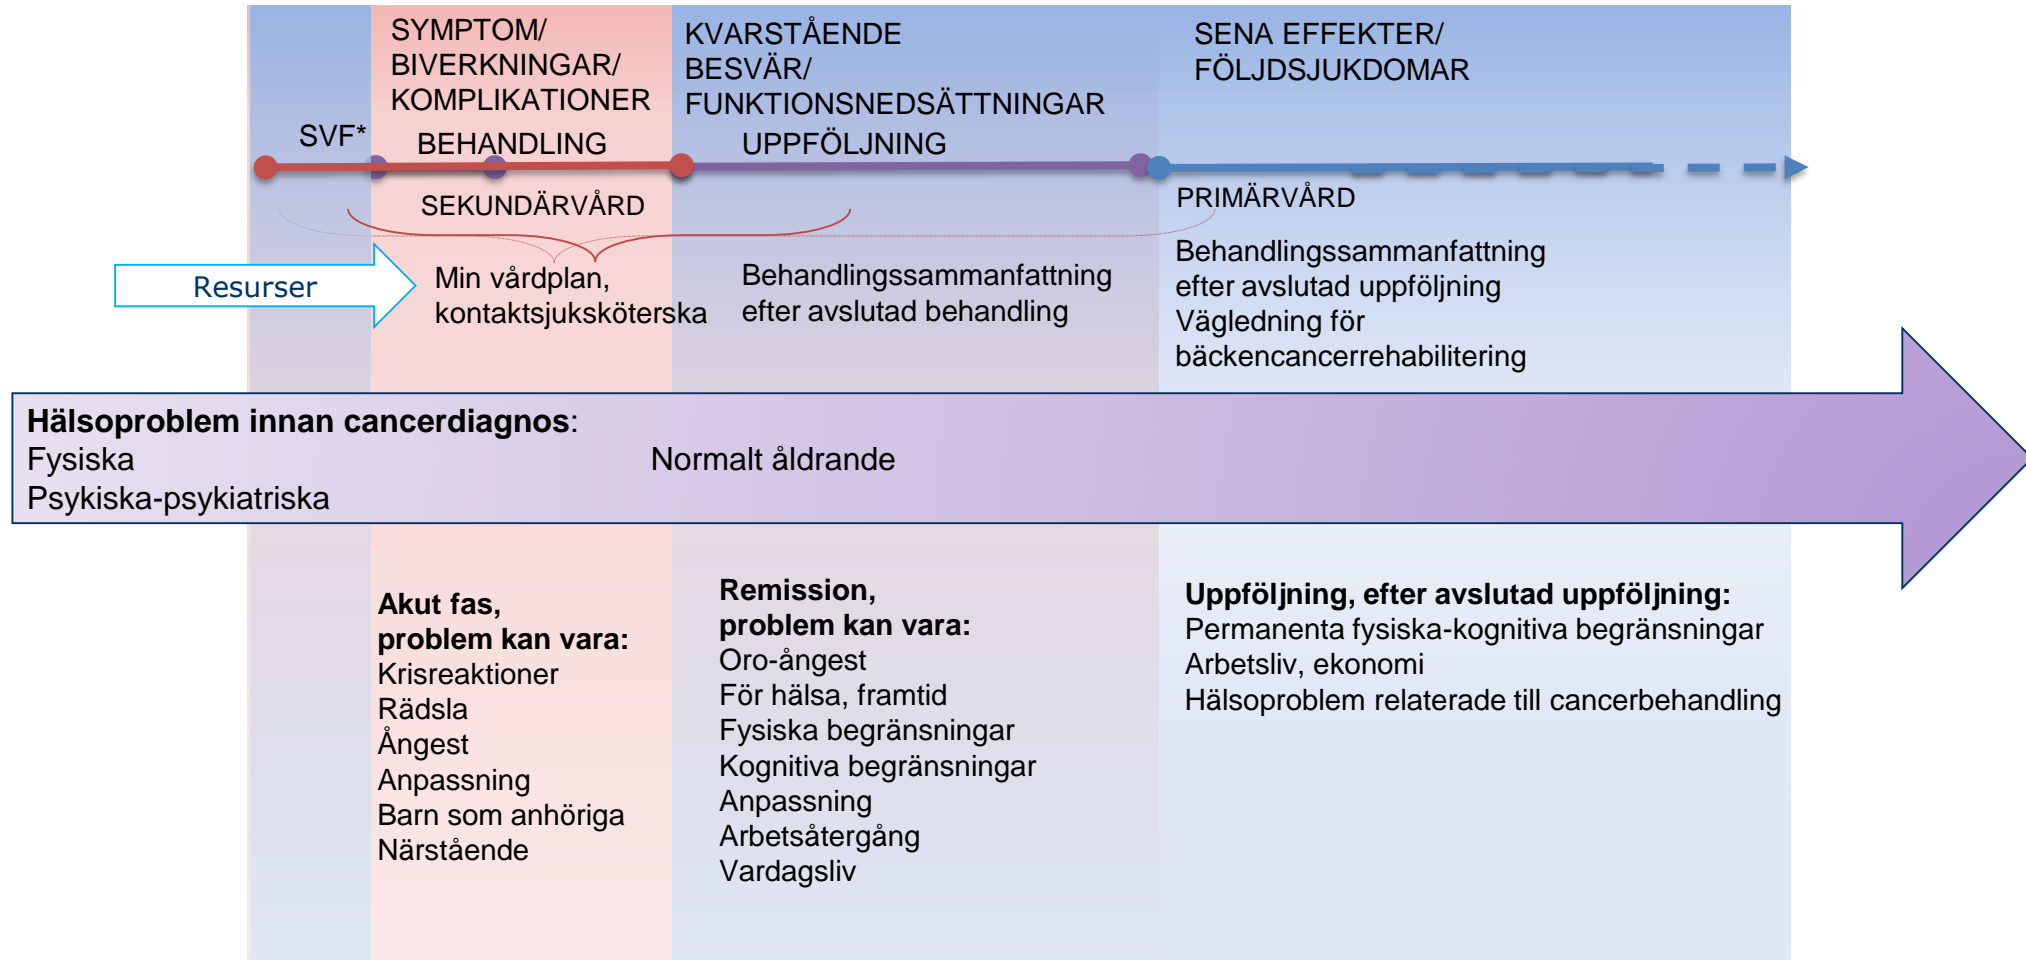 SYMPTOM/
BIVERKNINGAR/
KOMPLIKATIONER
KVARSTÅENDE
BESVÄR/
FUNKTIONSNEDSÄTTNINGAR
SENA EFFEKTER/
FÖLJDSJUKDOMAR
SVF*
BEHANDLING
UPPFÖLJNING
SEKUNDÄRVÅRD
PRIMÄRVÅRD
Resurser
Min vårdplan,
kontaktsjuksköterska
Behandlingssammanfattning
efter avslutad behandling
Behandlingssammanfattning
efter avslutad uppföljning
Vägledning för
bäckencancerrehabilitering
Hälsoproblem innan cancerdiagnos:
Fysiska
Psykiska-psykiatriska
Normalt åldrande
Akut fas,
problem kan vara:
Krisreaktioner
Rädsla
Ångest
Anpassning
Barn som anhöriga
Närstående
Remission,
problem kan vara:
Oro-ångest
För hälsa, framtid
Fysiska begränsningar
Kognitiva begränsningar
Anpassning
Arbetsåtergång
Vardagsliv
Uppföljning, efter avslutad uppföljning:
Permanenta fysiska-kognitiva begränsningar
Arbetsliv, ekonomi
Hälsoproblem relaterade till cancerbehandling